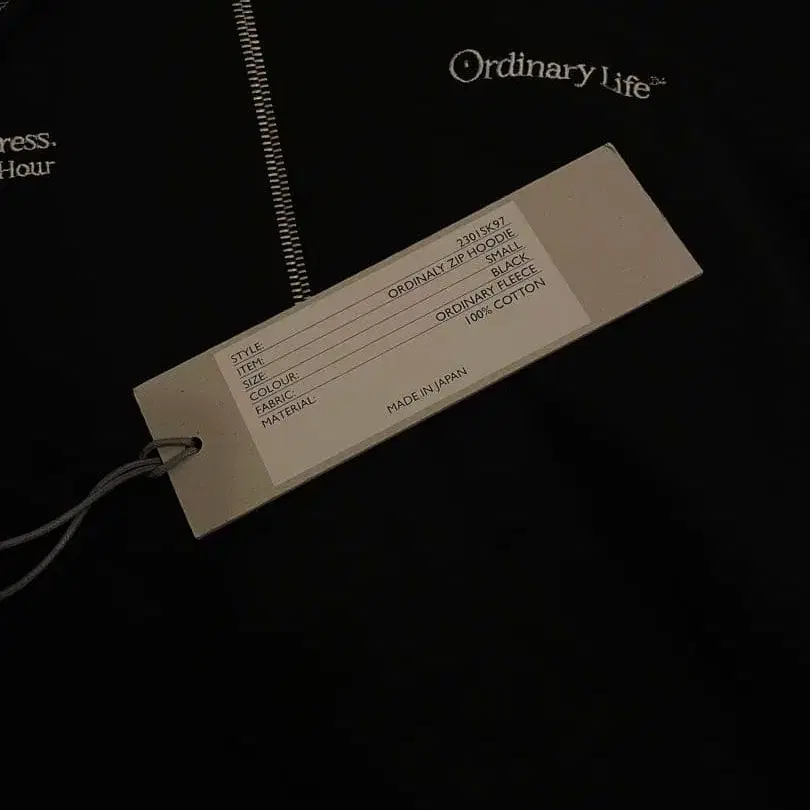 Ordinary Life
ress.
Hour
STYLE: 2301SK97
ITEM: ORDINALY ZIP HOODIE
SIZE: SMALL
COLOUR: BLACK
FABRIC: ORDINARY FLEECE
MATERIAL: 100% COTTON
MADE IN JAPAN